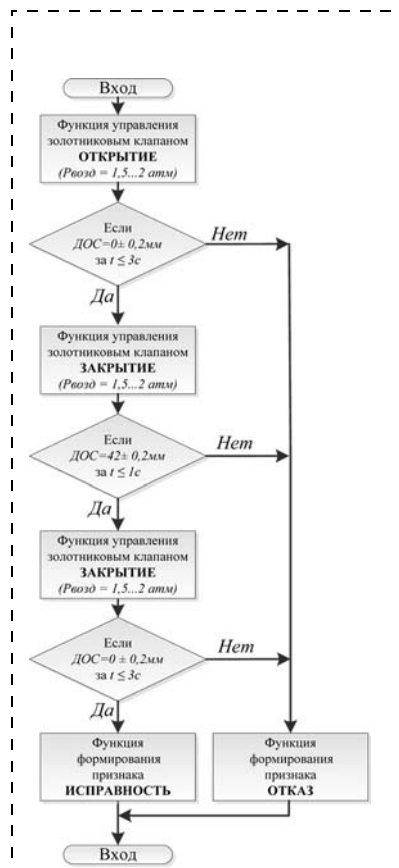 Вход
Функция управления
золотниковым клапаном
ОТКРЫТИЕ
(Рвозд = 1,5...2 атм)
Если
ДОС=0± 0,2мм
за t ≤ 3с
Нет
Да
Функция управления
золотниковым клапаном
ЗАКРЫТИЕ
(Рвозд = 1,5...2 атм)
Если
ДОС=42± 0,2мм
за t ≤ 1с
Нет
Да
Функция управления
золотниковым клапаном
ЗАКРЫТИЕ
(Рвозд = 1,5...2 атм)
Если
ДОС=0 ± 0,2мм
за t ≤ 3с
Нет
Да
Функция
формирования
признака
ИСПРАВНОСТЬ
Функция
формирования
признака
ОТКАЗ
Вход